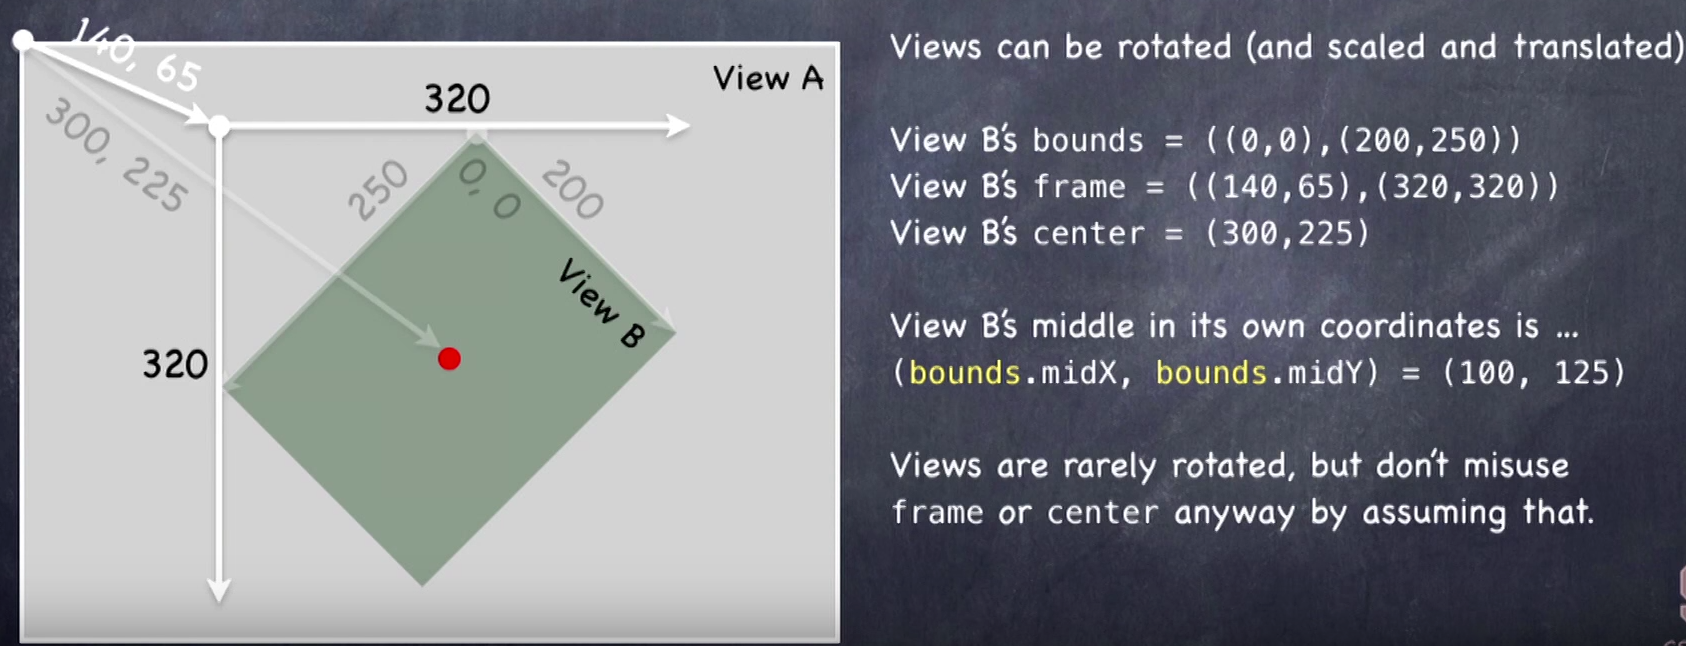 140, 65
View A
320
300, 225
250
0, 0
200
View B
320
Views can be rotated (and scaled and translated)
View B's bounds = ((0,0),(200,250))
View B's frame = ((140,65),(320,320))
View B's center = (300,225)
View B's middle in its own coordinates is ...
(bounds.midX, bounds.midY) = (100, 125)
Views are rarely rotated, but don't misuse
frame or center anyway by assuming that.